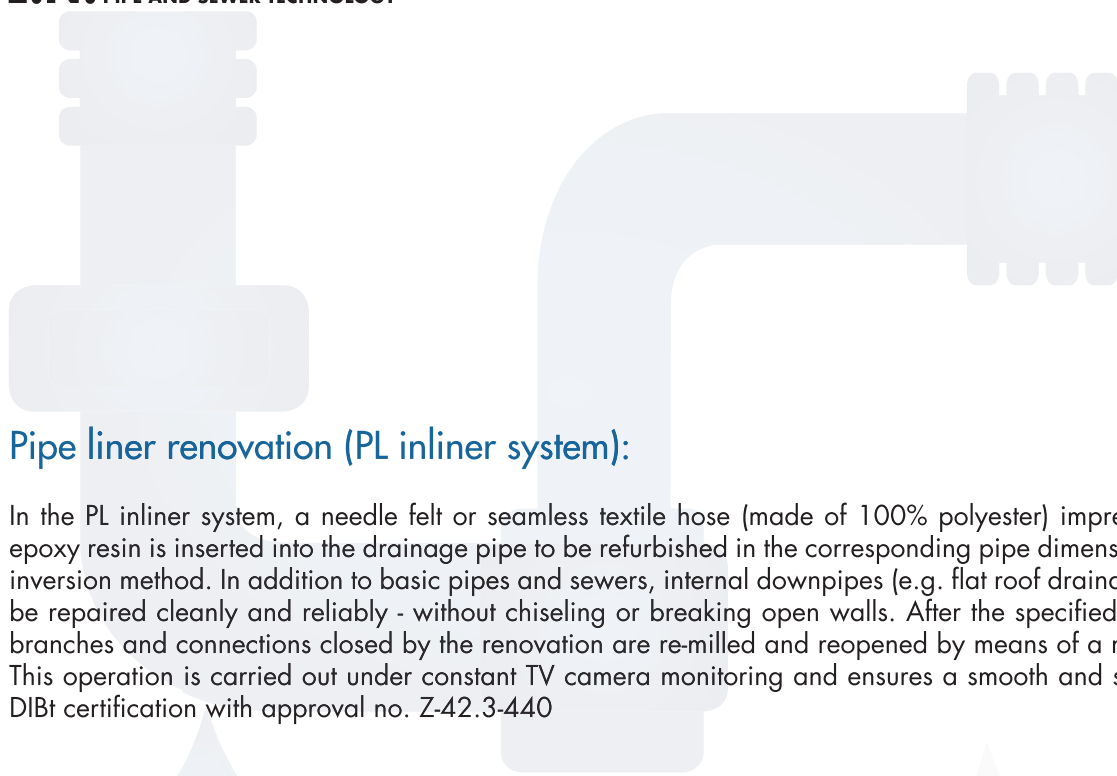 PIPE AND SEWER TECHNOLOGY
Pipe liner renovation (PL inliner system):
In the PL inliner system, a needle felt or seamless textile hose (made of 100% polyester) impre
epoxy resin is inserted into the drainage pipe to be refurbished in the corresponding pipe dimens
inversion method. In addition to basic pipes and sewers, internal downpipes (e.g. flat roof draina
be repaired cleanly and reliably - without chiseling or breaking open walls. After the specified
branches and connections closed by the renovation are re-milled and reopened by means of a r
This operation is carried out under constant TV camera monitoring and ensures a smooth and s
DIBt certification with approval no. Z-42.3-440